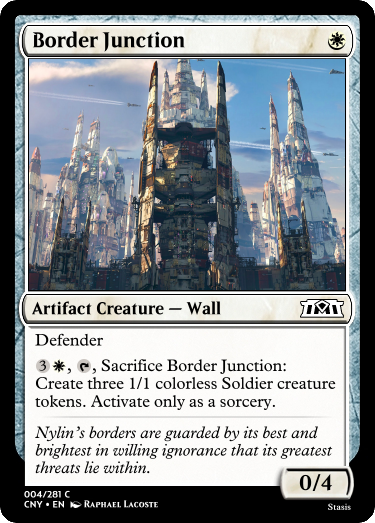 Border Junction
Artifact Creature — Wall
Defender
3, , Sacrifice Border Junction:
Create three 1/1 colorless Soldier creature
tokens. Activate only as a sorcery.
Nylin's borders are guarded by its best and
brightest in willing ignorance that its greatest
threats lie within.
0/4
004/281 C
CNY • EN Raphael Lacoste
Stasis